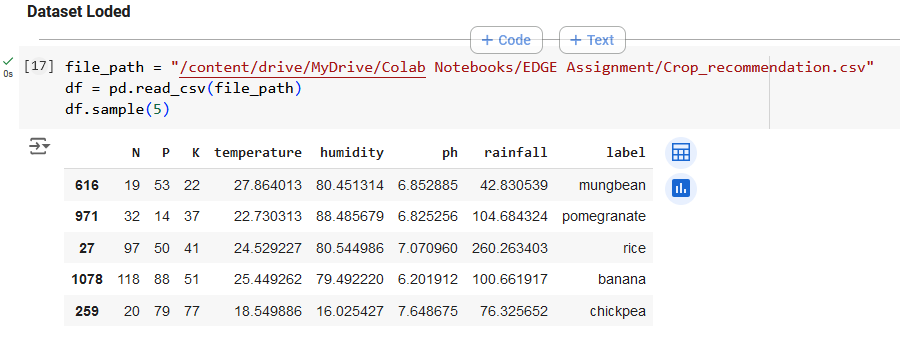 Dataset Loded
+ Code + Text
0s
[17] file_path = "/content/drive/MyDrive/Colab Notebooks/EDGE Assignment/Crop_recommendation.csv"
df = pd.read_csv(file_path)
df.sample(5)
N P K temperature humidity ph rainfall label
616 19 53 22 27.864013 80.451314 6.852885 42.830539 mungbean
971 32 14 37 22.730313 88.485679 6.825256 104.684324 pomegranate
27 97 50 41 24.529227 80.544986 7.070960 260.263403 rice
1078 118 88 51 25.449262 79.492220 6.201912 100.661917 banana
259 20 79 77 18.549886 16.025427 7.648675 76.325652 chickpea